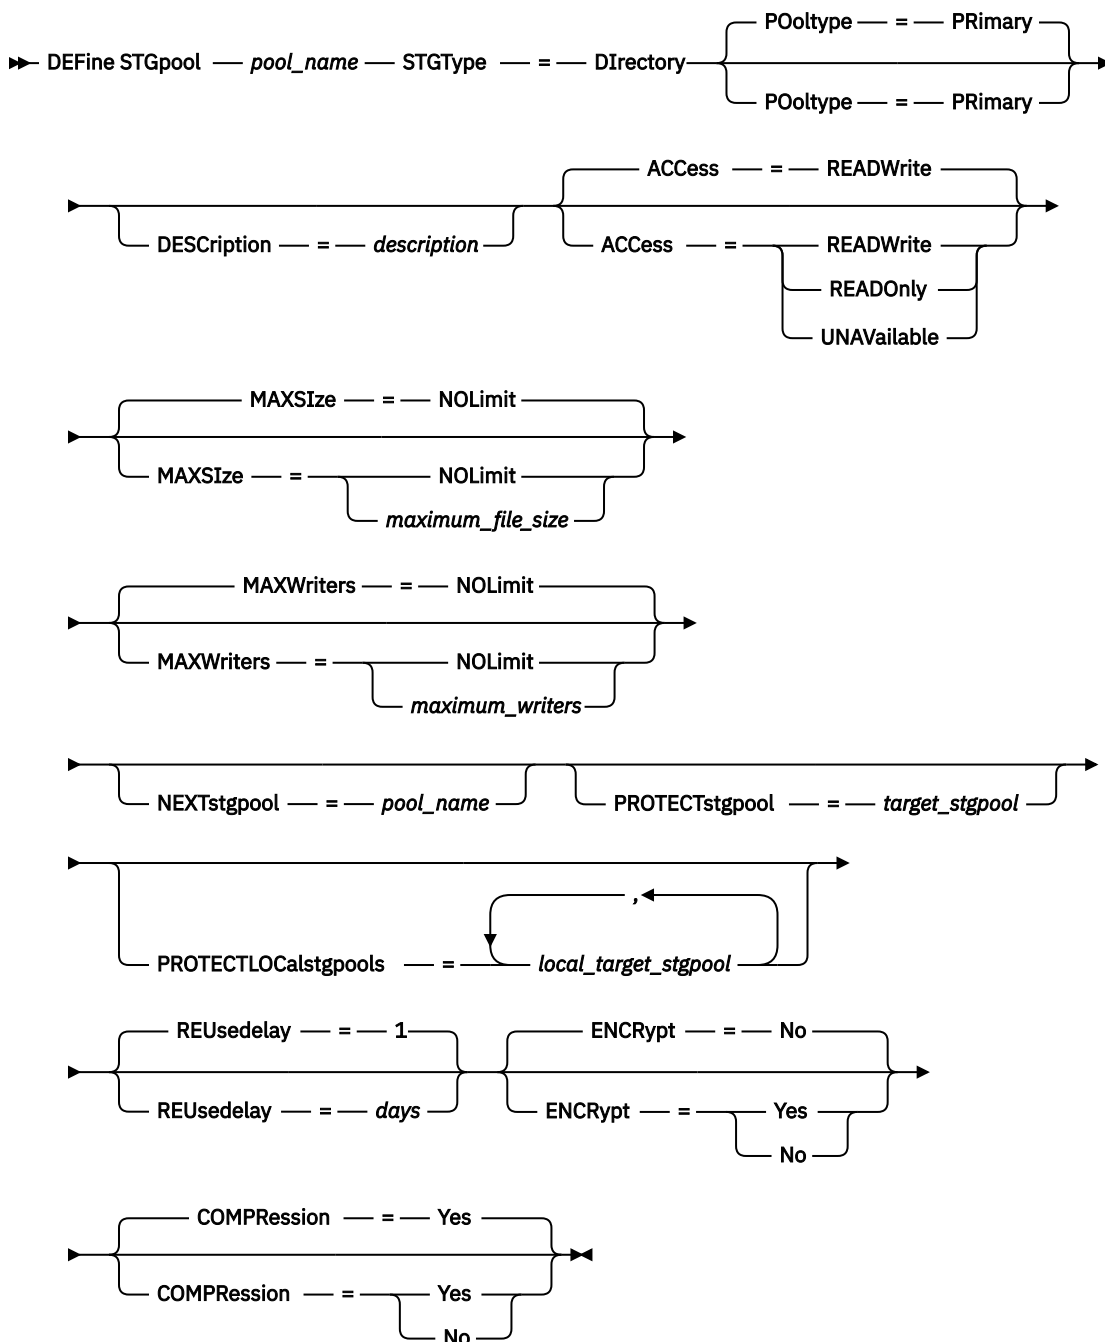 POoltype = PRimary
DEFine STGpool pool_name STGType = DIrectory
POoltype = PRimary
ACCess = READWrite
DESCription = description ACCess = READWrite
READOnly
UNAVailable
MAXSIze = NOLimit
MAXSIze = NOLimit
maximum_file_size
MAXWriters = NOLimit
MAXWriters = NOLimit
maximum_writers
NEXTstgpool = pool_name PROTECTstgpool = target_stgpool
,
PROTECTLOCalstgpools = local_target_stgpool
REUsedelay = 1 ENCRypt = No
REUsedelay = days ENCRypt = Yes
No
COMPRession = Yes
COMPRession = Yes
No